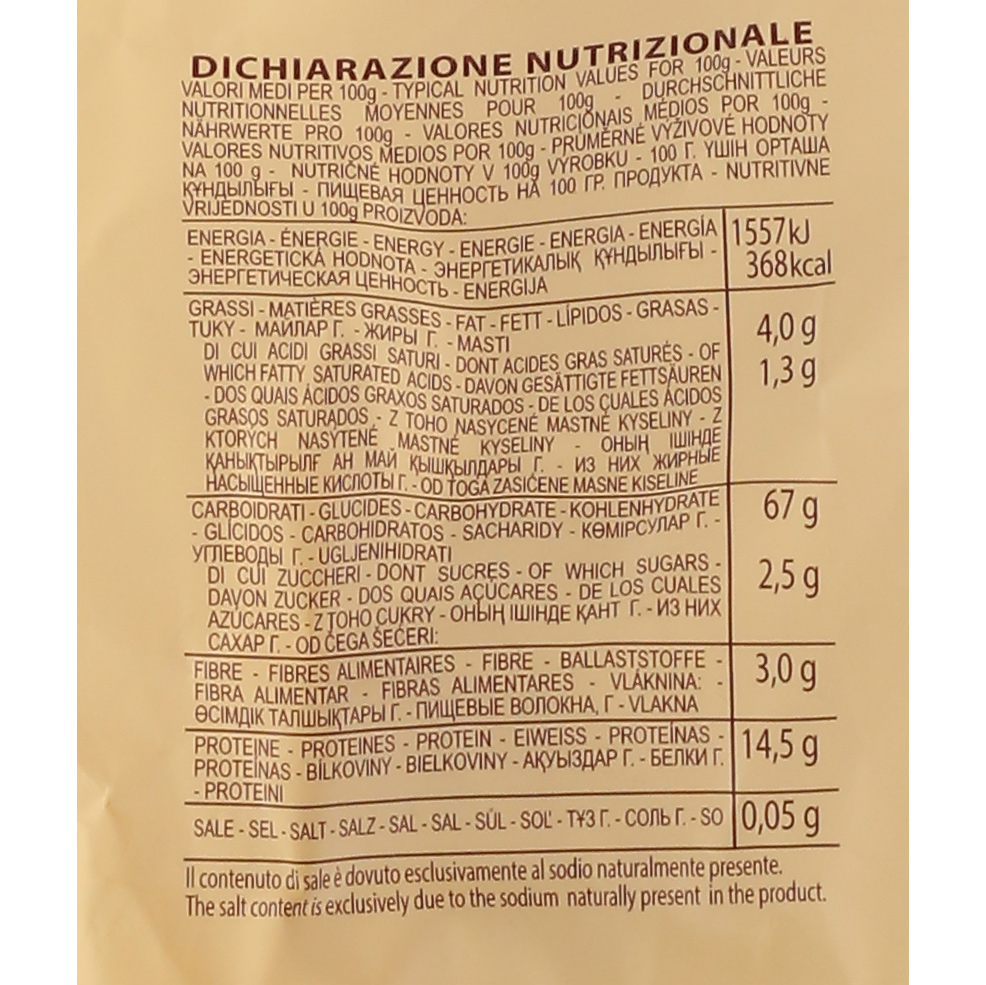 DICHIARAZIONE NUTRIZIONALE
VALORI MEDI PER 100g - TYPICAL NUTRITION VALUES FOR 100g - VALEURS
NUTRITIONNELLES MOYENNES POUR 100g - DURCHSCHNITTLICHE
NÄHRWERTE PRO 100g - VALORES NUTRICIONAIS MÉDIOS POR 100g -
VALORES NUTRITIVOS MEDIOS POR 100g - PRŮMĚRNÉ VÝŽIVOVÉ HODNOTY
NA 100 g - NUTRIČNÉ HODNOTY V 100g VÝROBKU - 100 Г. ҮШІН ОРТАША
ҚҰНДЫЛЫҒЫ - ПИЩЕВАЯ ЦЕННОСТЬ НА 100 ГР. ПРОДУКТА - NUTRITIVNE
VRIJEDNOSTI U 100g PROIZVODA:
ENERGIA - ÉNERGIE - ENERGY - ENERGIE - ENERGIA - ENERGÍA 1557kJ
- ENERGETICKÁ HODNOTA - ЭНЕРГЕТИКАЛЫҚ ҚҰНДЫЛЫҒЫ - 368kcal
ЭНЕРГЕТИЧЕСКАЯ ЦЕННОСТЬ - ENERGIJA
GRASSI - MATIÈRES GRASSES - FAT - FETT - LÍPIDOS - GRASAS - 4,0 g
TUKY - МАЙЛАР Г. - ЖИРЫ Г. - MASTI
DI CUI ACIDI GRASSI SATURI - DONT ACIDES GRAS SATURÉS - OF 1,3 g
WHICH FATTY SATURATED ACIDS - DAVON GESÄTTIGTE FETTSÄUREN
- DOS QUAIS ÁCIDOS GRAXOS SATURADOS - DE LOS CUALES ÁCIDOS
GRASOS SATURADOS - Z TOHO NASYCENÉ MASTNÉ KYSELINY - Z
KTORÝCH NASÝTENÉ MASTNÉ KYSELINY - ОНЫҢ ІШІНДЕ
ҚАНЫҚТЫРЫЛҒ АН МАЙ ҚЫШҚЫЛДАРЫ Г. - ИЗ НИХ ЖИРНЫЕ
НАСЫЩЕННЫЕ КИСЛОТЫ Г. - OD TOGA ZASIĆENE MASNE KISELINE
CARBOIDRATI - GLUCIDES - CARBOHYDRATE - KOHLENHYDRATE 67 g
- GLÍCIDOS - CARBOHIDRATOS - SACHARIDY - КӨМІРСУЛАР Г. -
УГЛЕВОДЫ Г. - UGLJENIHIDRATI
DI CUI ZUCCHERI - DONT SUCRES - OF WHICH SUGARS - 2,5 g
DAVON ZUCKER - DOS QUAIS AÇÚCARES - DE LOS CUALES
AZÚCARES - Z TOHO CUKRY - ОНЫҢ ІШІНДЕ ҚАНТ Г. - ИЗ НИХ
САХАР Г. - OD ČEGA ŠEĆERI:
FIBRE - FIBRES ALIMENTAIRES - FIBRE - BALLASTSTOFFE - 3,0 g
FIBRA ALIMENTAR - FIBRAS ALIMENTARES - VLÁKNINA: -
ӨСІМДІК ТАЛШЫҚТАРЫ Г. - ПИЩЕВЫЕ ВОЛОКНА, Г - VLAKNA
PROTEINE - PROTEINES - PROTEIN - EIWEISS - PROTEÍNAS - 14,5 g
PROTEÍNAS - BÍLKOVINY - BIELKOVINY - АҚУЫЗДАР Г. - БЕЛКИ Г.
- PROTEINI
SALE - SEL - SALT - SALZ - SAL - SAL - SŮL - SOĽ - ТҰЗ Г. - СОЛЬ Г. - SO 0,05 g
Il contenuto di sale è dovuto esclusivamente al sodio naturalmente presente.
The salt content is exclusively due to the sodium naturally present in the product.